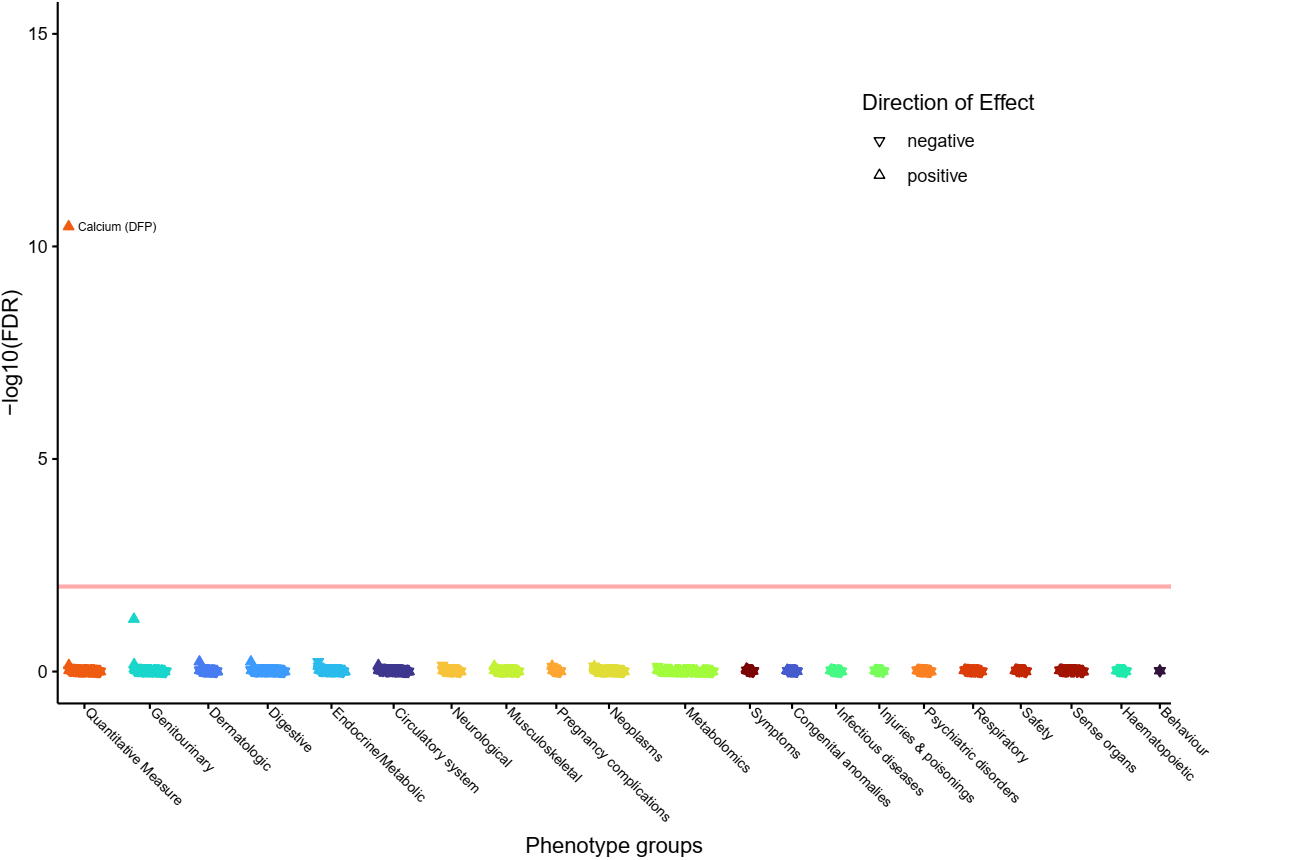 15
10
5
0
−log10(FDR)
Direction of Effect
negative
positive
Calcium (DFP)
Quantitative Measure
Genitourinary
Dermatologic
Digestive
Endocrine/Metabolic
Circulatory system
Neurological
Musculoskeletal
Pregnancy complications
Neoplasms
Metabolomics
Symptoms
Congenital anomalies
Infectious diseases
Injuries & poisonings
Psychiatric disorders
Respiratory
Safety
Sense organs
Haematopoietic
Behaviour
Phenotype groups